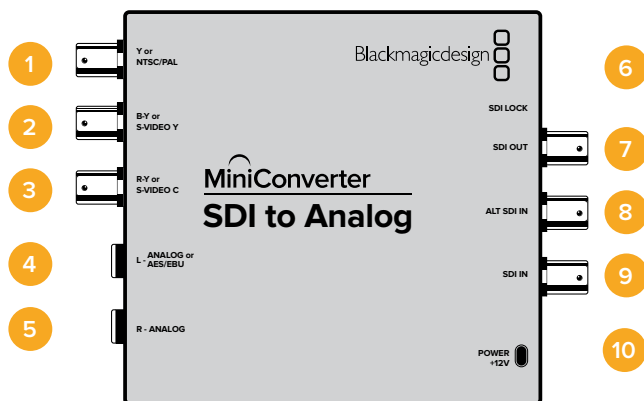 1
Y or
NTSC/PAL
2
B-Y or
S-VIDEO Y
3
R-Y or
S-VIDEO C
4
L - ANALOG or
AES/EBU
5
R - ANALOG
Blackmagicdesign
MiniConverter
SDI to Analog
6
SDI LOCK
SDI OUT
7
ALT SDI IN
8
SDI IN
9
POWER
+12V
10